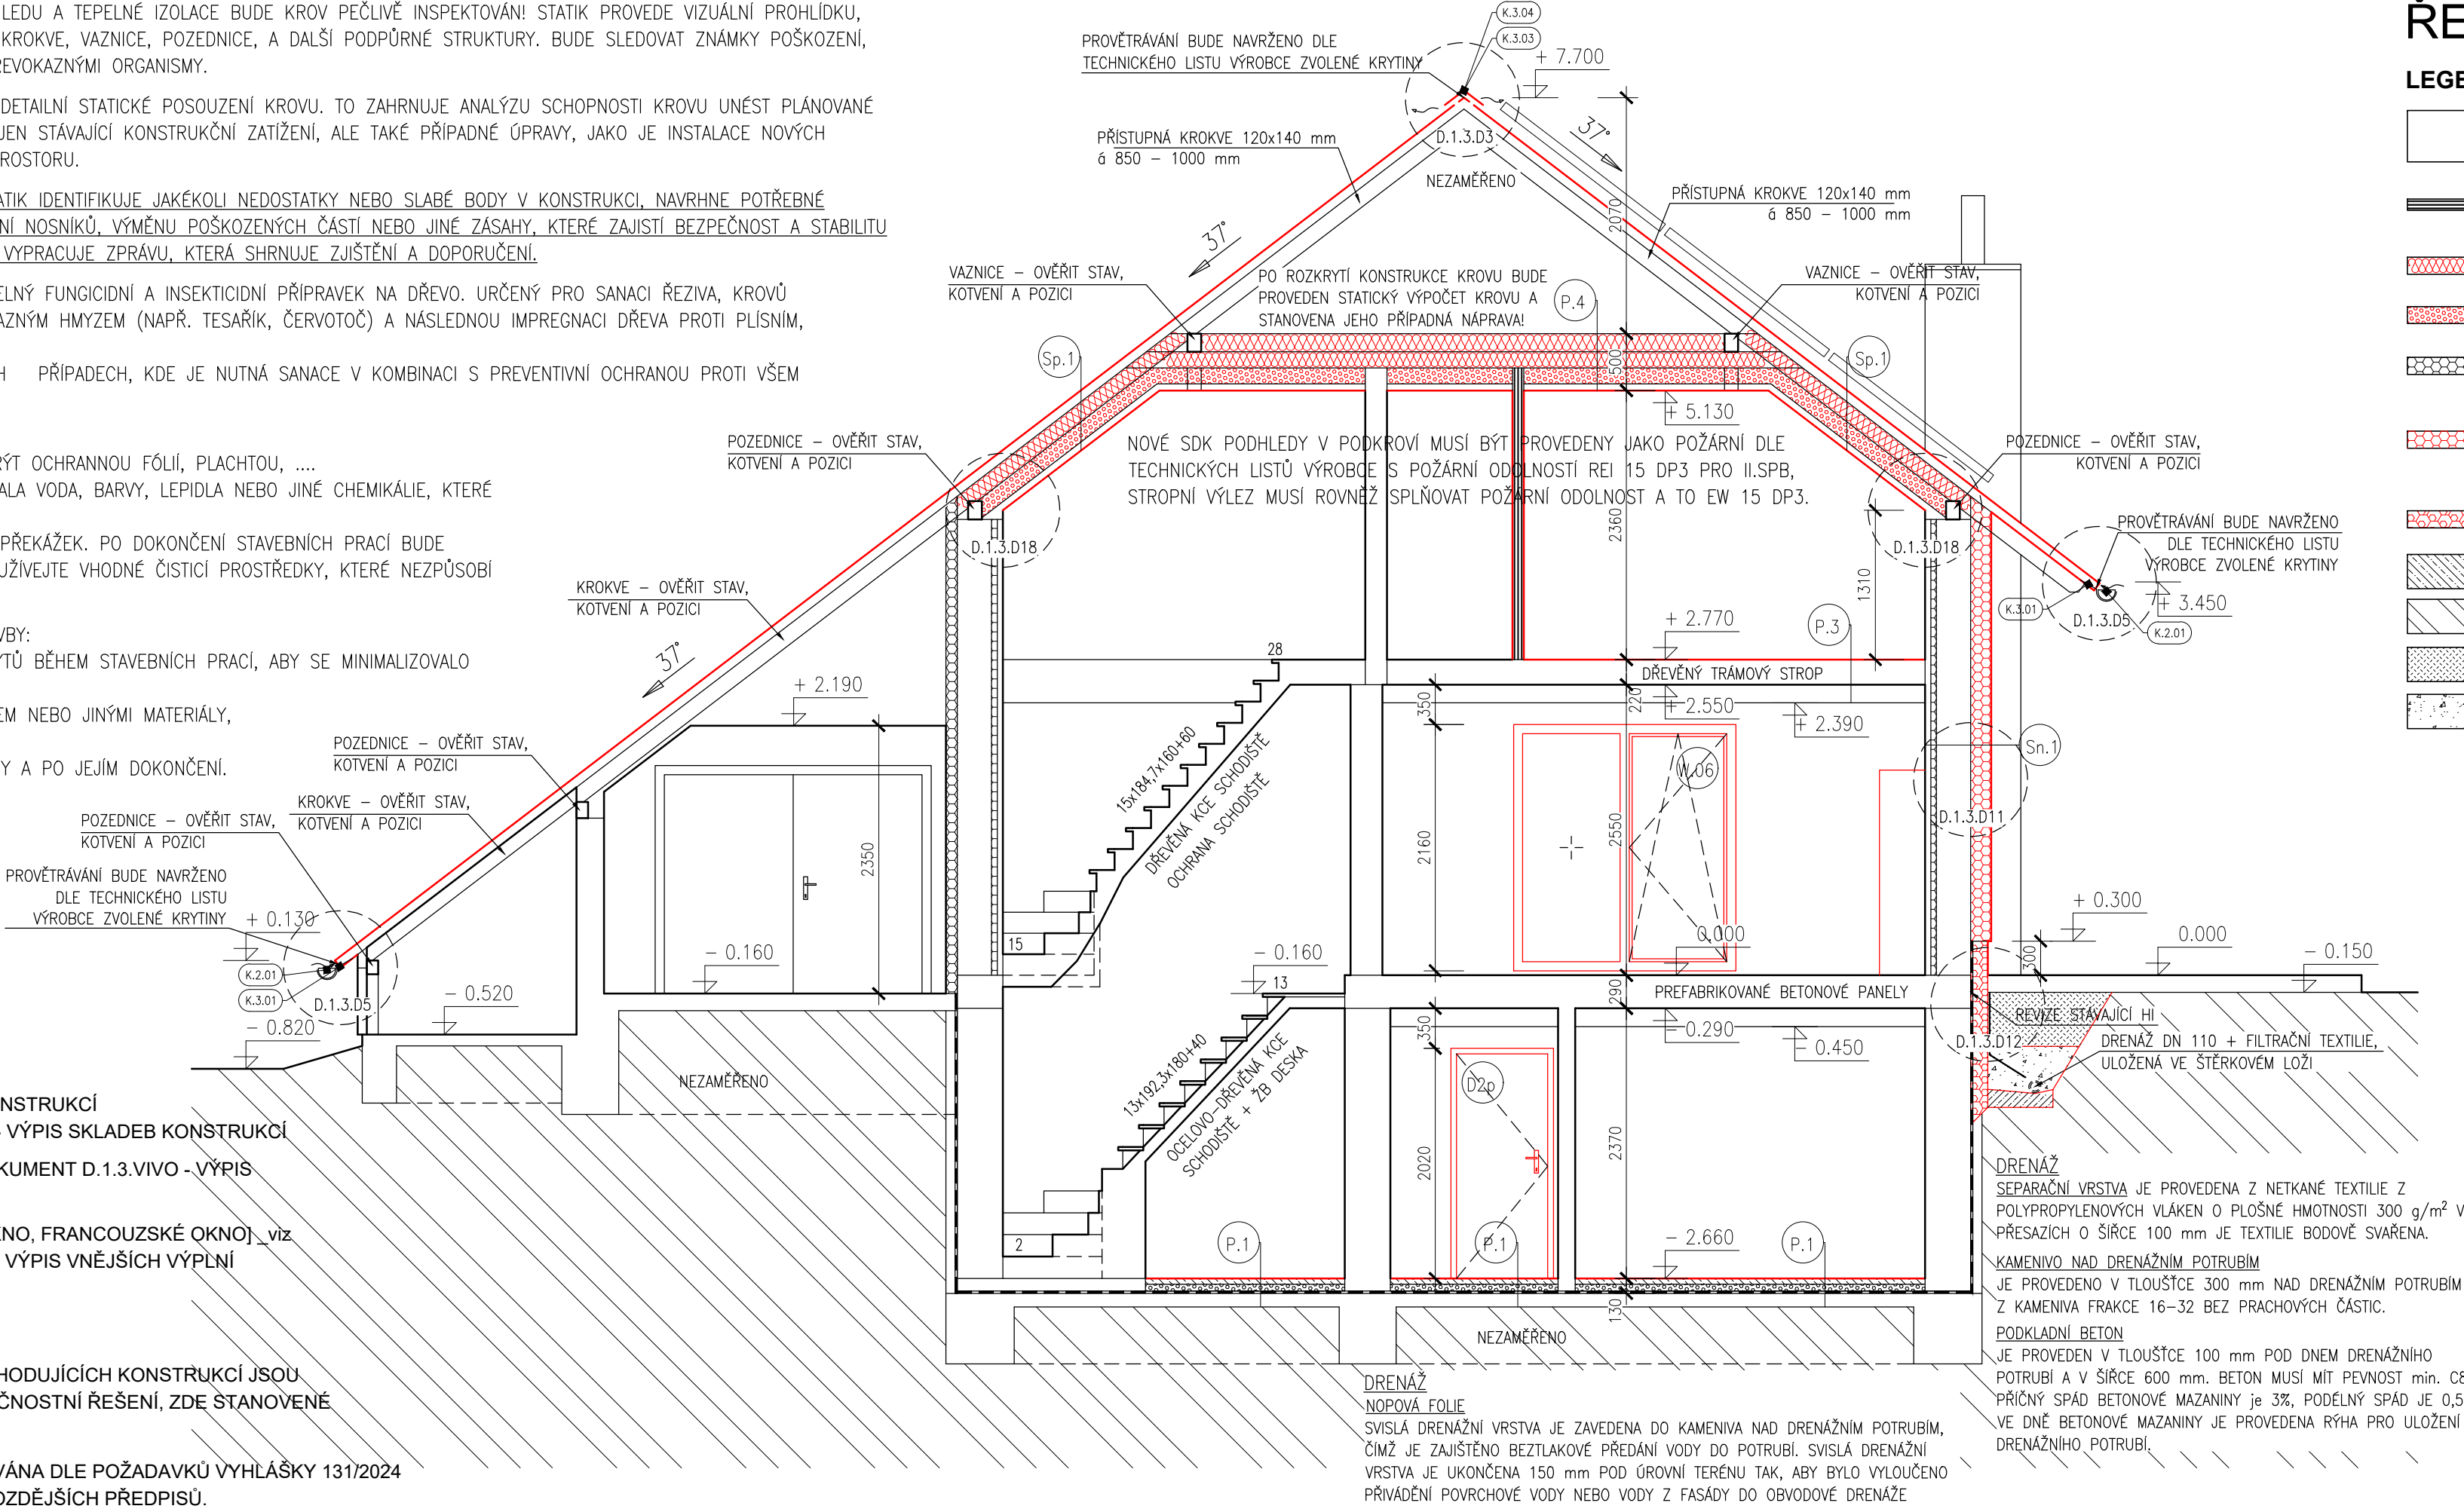 LEDU A TEPELNÉ IZOLACE BUDE KROV PEČLIVĚ INSPEKTOVÁN! STATIK PROVEDE VIZUÁLNÍ PROHLÍDKU,
KROKVE, VAZNICE, POZEDNICE, A DALŠÍ PODPŮRNÉ STRUKTURY. BUDE SLEDOVAT ZNÁMKY POŠKOZENÍ,
ŘEVOKAZNÝMI ORGANISMY.
DETAILNÍ STATICKÉ POSOUZENÍ KROVU. TO ZAHRNUJE ANALÝZU SCHOPNOSTI KROVU UNÉST PLÁNOVANÉ
JEN STÁVAJÍCÍ KONSTRUKČNÍ ZATÍŽENÍ, ALE TAKÉ PŘÍPADNÉ ÚPRAVY, JAKO JE INSTALACE NOVÝCH
ROSTORU.
ATIK IDENTIFIKUJE JAKÉKOLI NEDOSTATKY NEBO SLABÉ BODY V KONSTRUKCI, NAVRHNE POTŘEBNÉ
NÍ NOSNÍKŮ, VÝMĚNU POŠKOZENÝCH ČÁSTÍ NEBO JINÉ ZÁSAHY, KTERÉ ZAJISTÍ BEZPEČNOST A STABILITU
VYPRACUJE ZPRÁVU, KTERÁ SHRNUJE ZJIŠTĚNÍ A DOPORUČENÍ.
ELNÝ FUNGICIDNÍ A INSEKTICIDNÍ PŘÍPRAVEK NA DŘEVO. URČENÝ PRO SANACI ŘEZIVA, KROVŮ
AZNÝM HMYZEM (NAPŘ. TESAŘÍK, ČERVOTOČ) A NÁSLEDNOU IMPREGNACI DŘEVA PROTI PLÍSNÍM,
H PŘÍPADECH, KDE JE NUTNÁ SANACE V KOMBINACI S PREVENTIVNÍ OCHRANOU PROTI VŠEM
RÝT OCHRANNOU FÓLIÍ, PLACHTOU, ....
ALA VODA, BARVY, LEPIDLA NEBO JINÉ CHEMIKÁLIE, KTERÉ
PŘEKÁŽEK. PO DOKONČENÍ STAVEBNÍCH PRACÍ BUDE
UŽÍVEJTE VHODNÉ ČISTICÍ PROSTŘEDKY, KTERÉ NEZPŮSOBÍ
VBY:
YTŮ BĚHEM STAVEBNÍCH PRACÍ, ABY SE MINIMALIZOVALO
EM NEBO JINÝMI MATERIÁLY,
Y A PO JEJÍM DOKONČENÍ.
K.3.04
K.3.03
PROVĚTRÁVÁNÍ BUDE NAVRŽENO DLE
TECHNICKÉHO LISTU VÝROBCE ZVOLENÉ KRYTINY
+ 7.700
D.1.3.D3
NEZAMĚŘENO
PŘÍSTUPNÁ KROKVE 120x140 mm
á 850 – 1000 mm
37°
PŘÍSTUPNÁ KROKVE 120x140 mm
á 850 – 1000 mm
2070
37°
VAZNICE – OVĚŘIT STAV,
KOTVENÍ A POZICI
PO ROZKRYTÍ KONSTRUKCE KROVU BUDE
PROVEDEN STATICKÝ VÝPOČET KROVU A
STANOVENA JEHO PŘÍPADNÁ NÁPRAVA!
P.4
VAZNICE – OVĚŘIT STAV,
KOTVENÍ A POZICI
Sp.1
500
Sp.1
+ 5.130
POZEDNICE – OVĚŘIT STAV,
KOTVENÍ A POZICI
NOVÉ SDK PODHLEDY V PODKROVÍ MUSÍ BÝT PROVEDENY JAKO POŽÁRNÍ DLE
TECHNICKÝCH LISTŮ VÝROBCE S POŽÁRNÍ ODOLNOSTÍ REI 15 DP3 PRO II.SPB,
STROPNÍ VÝLEZ MUSÍ ROVNĚŽ SPLŇOVAT POŽÁRNÍ ODOLNOST A TO EW 15 DP3.
POZEDNICE – OVĚŘIT STAV,
KOTVENÍ A POZICI
2360
D.1.3.D18
D.1.3.D18
PROVĚTRÁVÁNÍ BUDE NAVRŽENO
DLE TECHNICKÉHO LISTU
VÝROBCE ZVOLENÉ KRYTINY
1310
+ 3.450
K.3.01
D.1.3.D5
K.2.01
KROKVE – OVĚŘIT STAV,
KOTVENÍ A POZICI
37°
+ 2.770
P.3
28
DŘEVĚNÝ TRÁMOVÝ STROP
+ 2.190
350
220
+ 2.550
+ 2.390
POZEDNICE – OVĚŘIT STAV,
KOTVENÍ A POZICI
15x184,7x160+60
DŘEVĚNÁ KCE SCHODIŠTĚ
OCHRANA SCHODIŠTĚ
W.06
Sn.1
KROKVE – OVĚŘIT STAV,
KOTVENÍ A POZICI
POZEDNICE – OVĚŘIT STAV,
KOTVENÍ A POZICI
2350
2160
2550
D.1.3.D11
PROVĚTRÁVÁNÍ BUDE NAVRŽENO
DLE TECHNICKÉHO LISTU
VÝROBCE ZVOLENÉ KRYTINY
+ 0.130
15
- 0.160
- 0.160
0.000
+ 0.300
300
0.000
- 0.150
K.2.01
K.3.01
D.1.3.D5
- 0.520
- 0.820
13
290
PREFABRIKOVANÉ BETONOVÉ PANELY
REVIZE STÁVAJÍCÍ HI
D.1.3.D12
DRENÁŽ DN 110 + FILTRAČNÍ TEXTILIE,
ULOŽENÁ VE ŠTĚRKOVÉM LOŽI
350
- 0.290
- 0.450
NEZAMĚŘENO
13x192,3x180+40
OCELOVO–DŘEVĚNÁ KCE
SCHODIŠTĚ + ŽB DESKA
D2p
2020
2370
2
P.1
P.1
P.1
- 2.660
130
NEZAMĚŘENO
ONSTRUKCÍ
- VÝPIS SKLADEB KONSTRUKCÍ
KUMENT D.1.3.VIVO - VÝPIS
KNO, FRANCOUZSKÉ OKNO] _viz
VÝPIS VNĚJŠÍCH VÝPLNÍ
HODUJÍCÍCH KONSTRUKCÍ JSOU
ČNOSTNÍ ŘEŠENÍ, ZDE STANOVENÉ
VÁNA DLE POŽADAVKŮ VYHLÁŠKY 131/2024
OZDĚJŠÍCH PŘEDPISŮ.
DRENÁŽ
NOPOVÁ FOLIE
SVISLÁ DRENÁŽNÍ VRSTVA JE ZAVEDENA DO KAMENIVA NAD DRENÁŽNÍM POTRUBÍM,
ČÍMŽ JE ZAJIŠTĚNO BEZTLAKOVÉ PŘEDÁNÍ VODY DO POTRUBÍ. SVISLÁ DRENÁŽNÍ
VRSTVA JE UKONČENA 150 mm POD ÚROVNÍ TERÉNU TAK, ABY BYLO VYLOUČENO
PŘIVÁDĚNÍ POVRCHOVÉ VODY NEBO VODY Z FASÁDY DO OBVODOVÉ DRENÁŽE
DRENÁŽ
SEPARAČNÍ VRSTVA JE PROVEDENA Z NETKANÉ TEXTILIE Z
POLYPROPYLENOVÝCH VLÁKEN O PLOŠNÉ HMOTNOSTI 300 g/m² V
PŘESAZÍCH O ŠÍŘCE 100 mm JE TEXTILIE BODOVĚ SVAŘENA.
KAMENIVO NAD DRENÁŽNÍM POTRUBÍM
JE PROVEDENO V TLOUŠŤCE 300 mm NAD DRENÁŽNÍM POTRUBÍM
Z KAMENIVA FRAKCE 16–32 BEZ PRACHOVÝCH ČÁSTIC.
PODKLADNÍ BETON
JE PROVEDEN V TLOUŠŤCE 100 mm POD DNEM DRENÁŽNÍHO
POTRUBÍ A V ŠÍŘCE 600 mm. BETON MUSÍ MÍT PEVNOST min. C8
PŘÍČNÝ SPÁD BETONOVÉ MAZANINY je 3%, PODÉLNÝ SPÁD JE 0,5
VE DNĚ BETONOVÉ MAZANINY JE PROVEDENA RÝHA PRO ULOŽENÍ
DRENÁŽNÍHO POTRUBÍ.
ŘE
LEGE